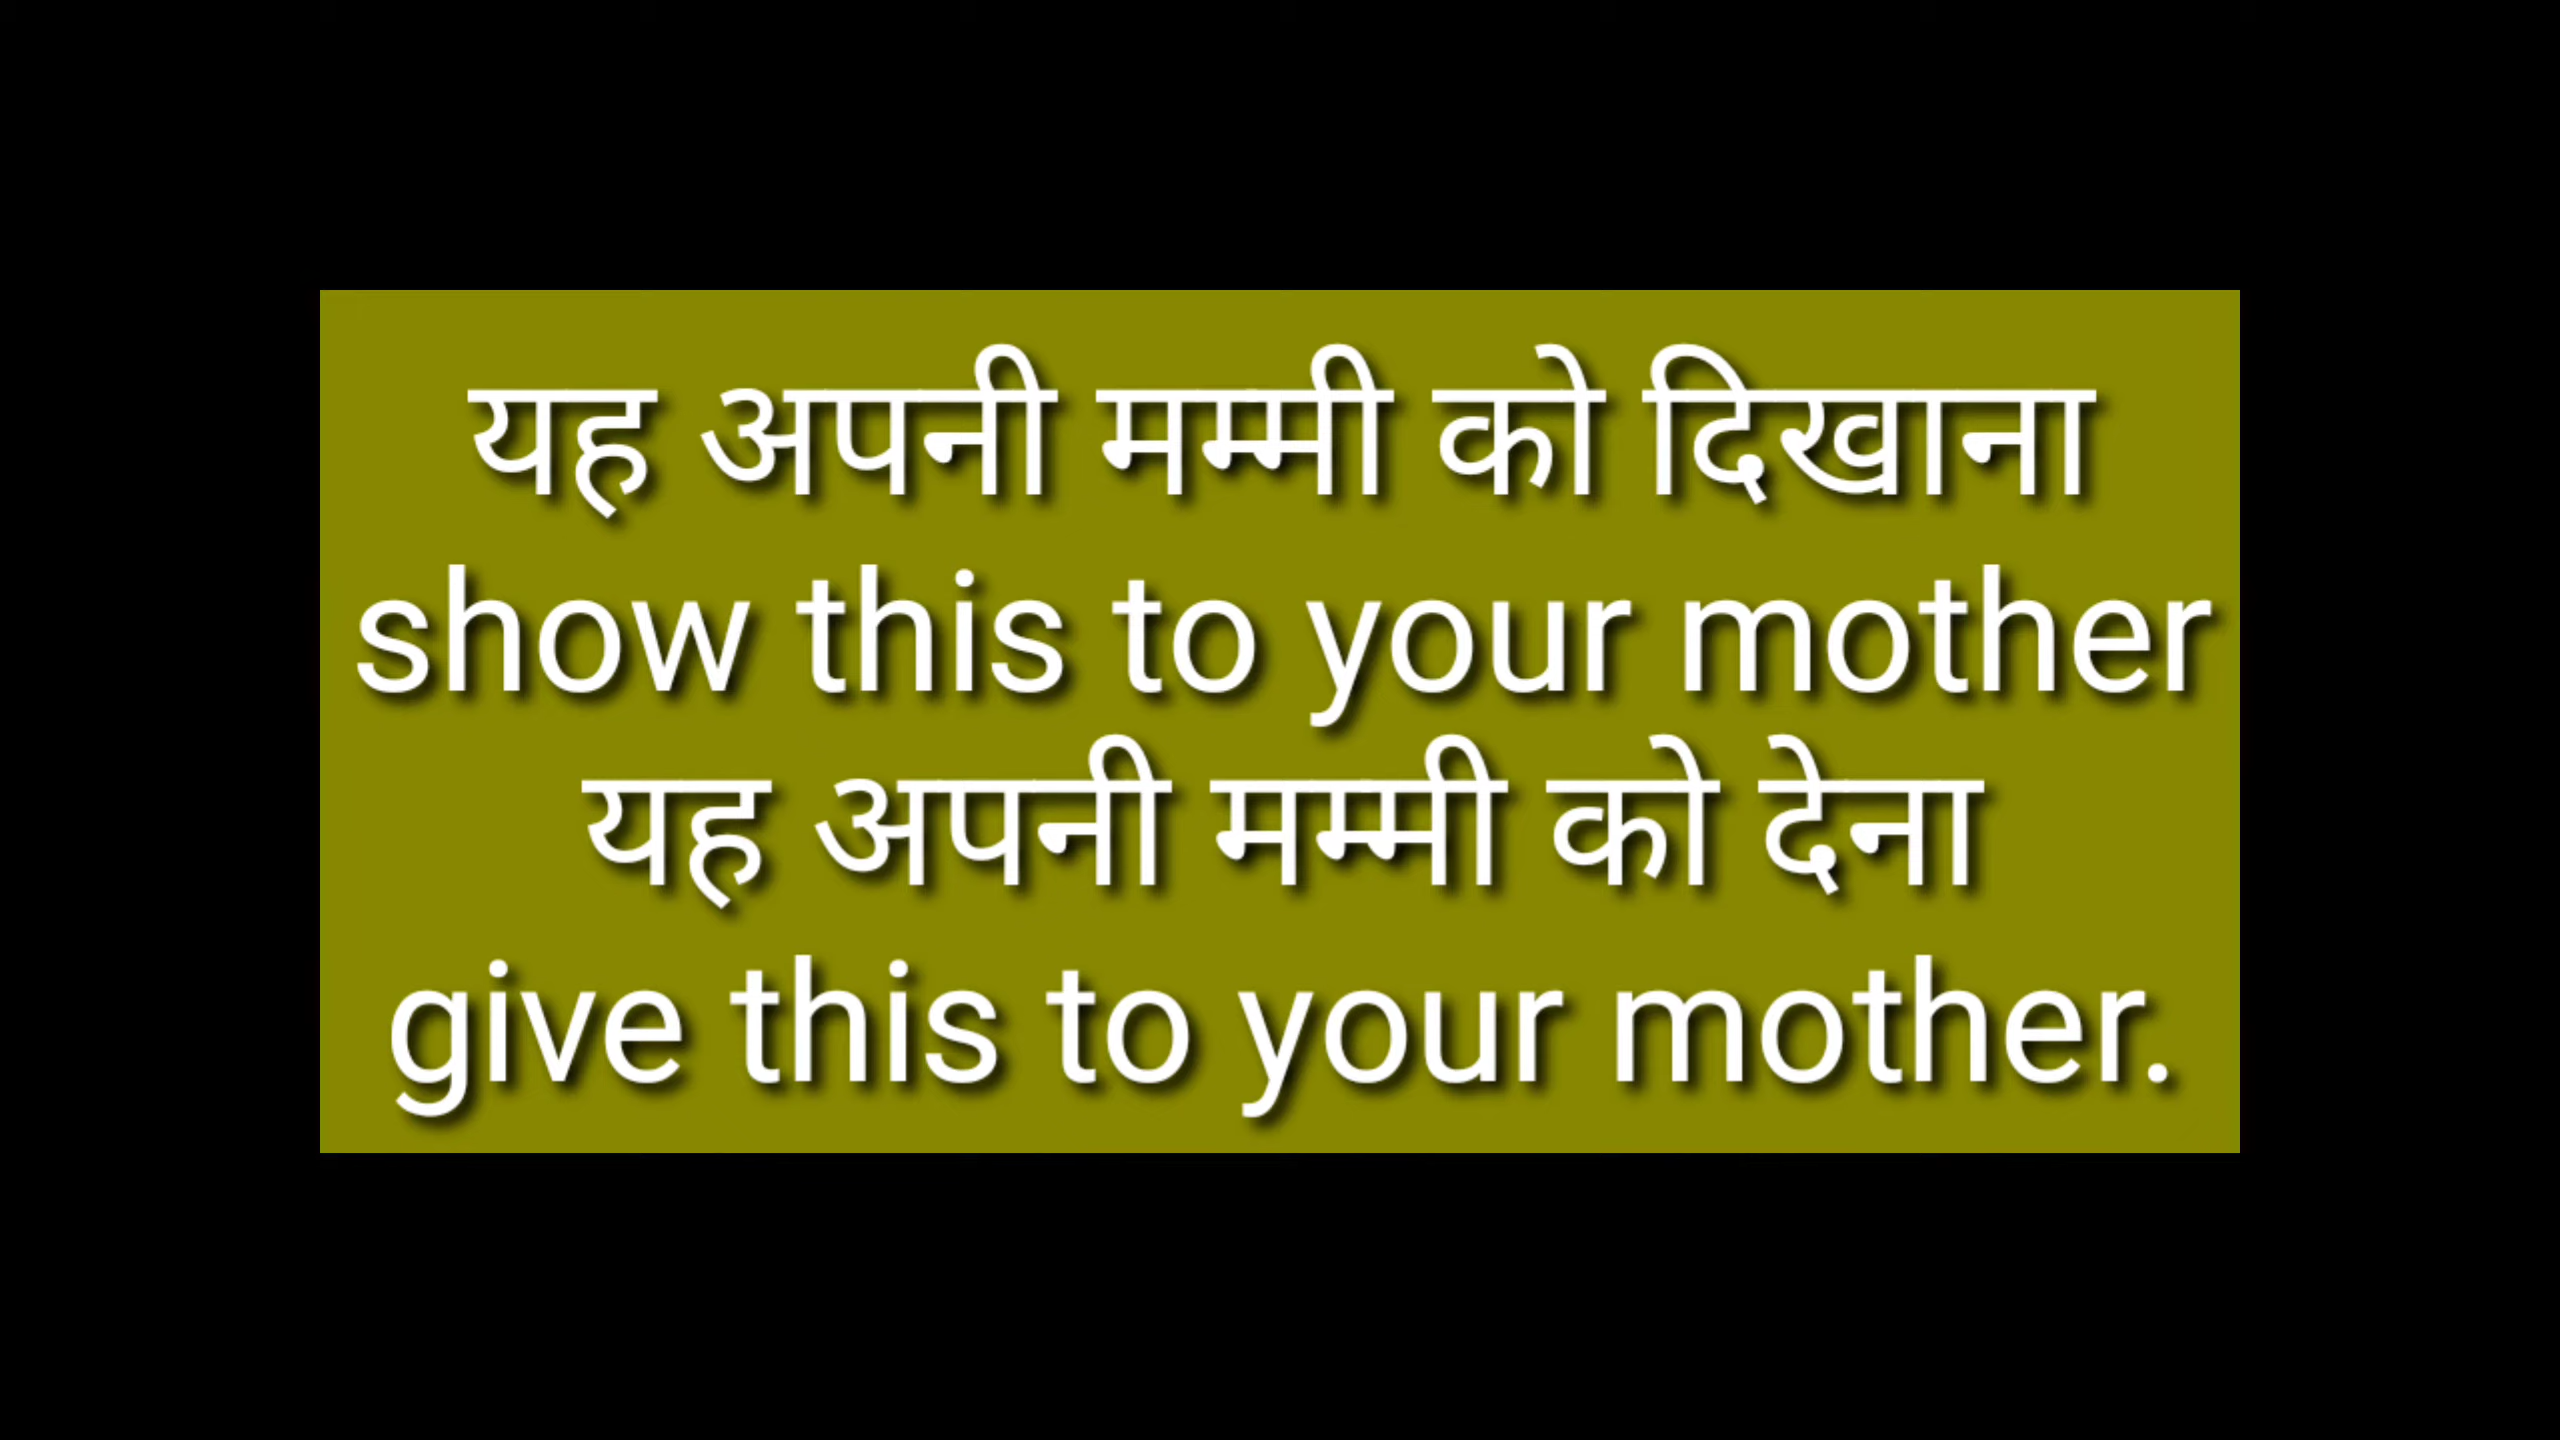 यह अपनी मम्मी को दिखाना
show this to your mother
यह अपनी मम्मी को देना
give this to your mother.